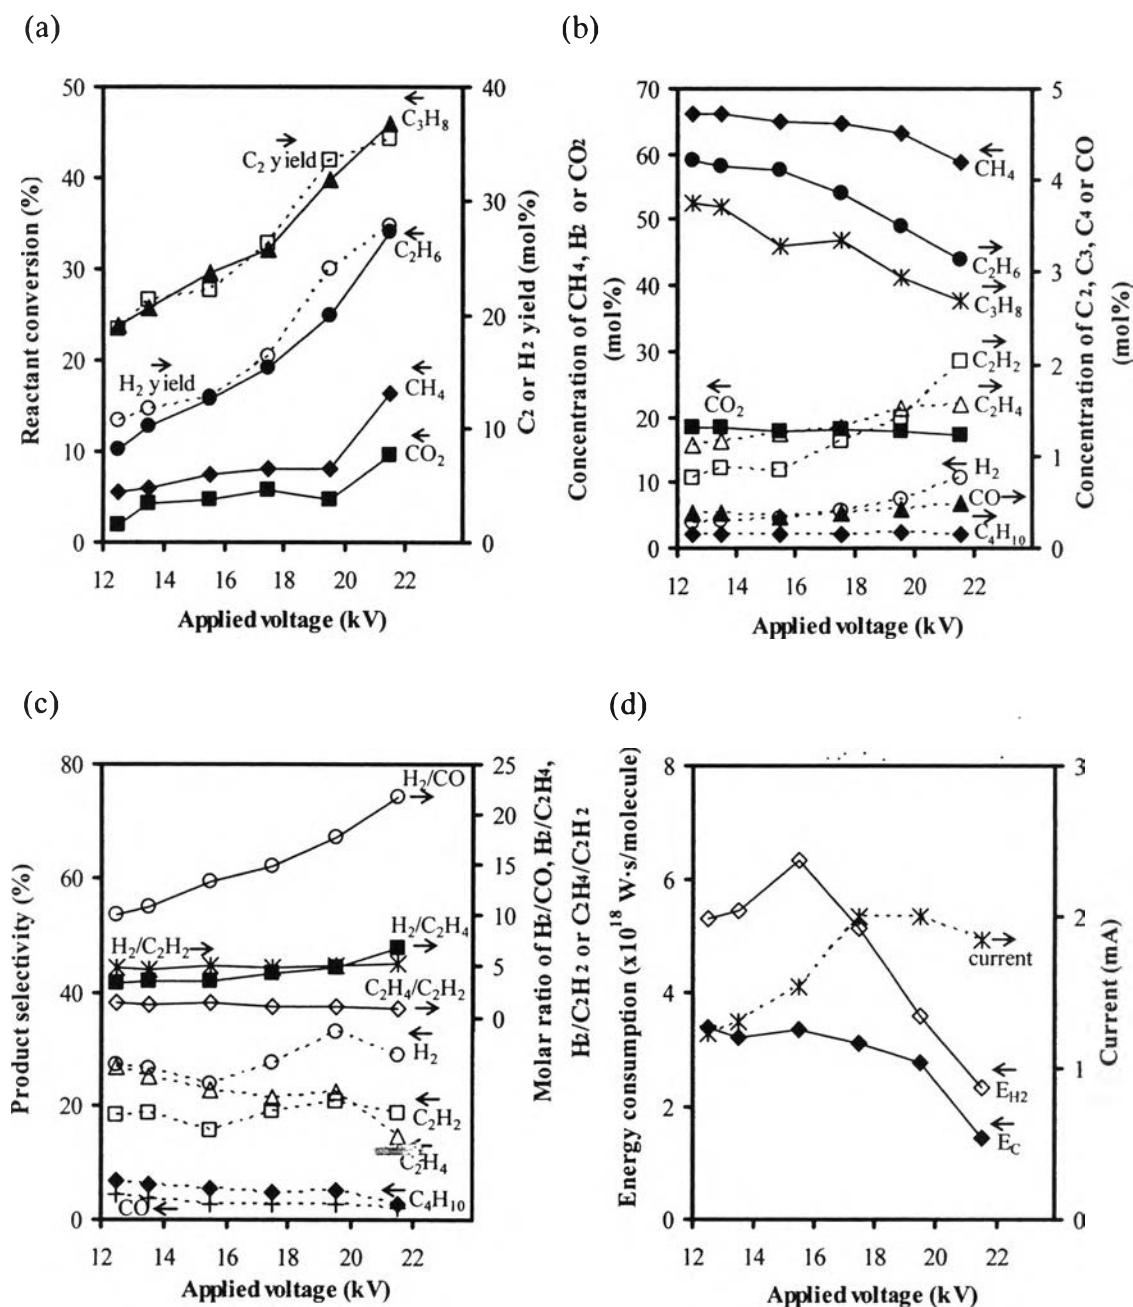 (a)
Reactant conversion (%)
50
40
30
20
10
0
C3H8
C2 yield
C2H6
H2 yield
CH4
CO2
40
30
20
10
0
C2 or H2 yield (mol%)
12 14 16 18 20 22
Applied voltage (kV)
(b)
Concentration of CH4, H2 or CO2
(mol%)
70
60
50
40
30
20
10
0
CH4
C2H6
C3H8
C2H2
CO2
C2H4
H2
CO
C4H10
5
4
3
2
1
0
Concentration of C2, C3, C4 or CO
(mol%)
12 14 16 18 20 22
Applied voltage (kV)
(c)
Product selectivity (%)
80
60
40
20
0
H2/CO
H2/C2H4
H2/C2H2
C2H4/C2H2
H2
C2H2
C2H4
C4H10
CO
25
20
15
10
5
0
Molar ratio of H2/CO, H2/C2H4,
H2/C2H2 or C2H4/C2H2
12 14 16 18 20 22
Applied voltage (kV)
(d)
Energy consumption (x10^18 W·s/molecule)
8
6
4
2
0
current
EH2
EC
3
2
1
0
Current (mA)
12 14 16 18 20 22
Applied voltage (kV)